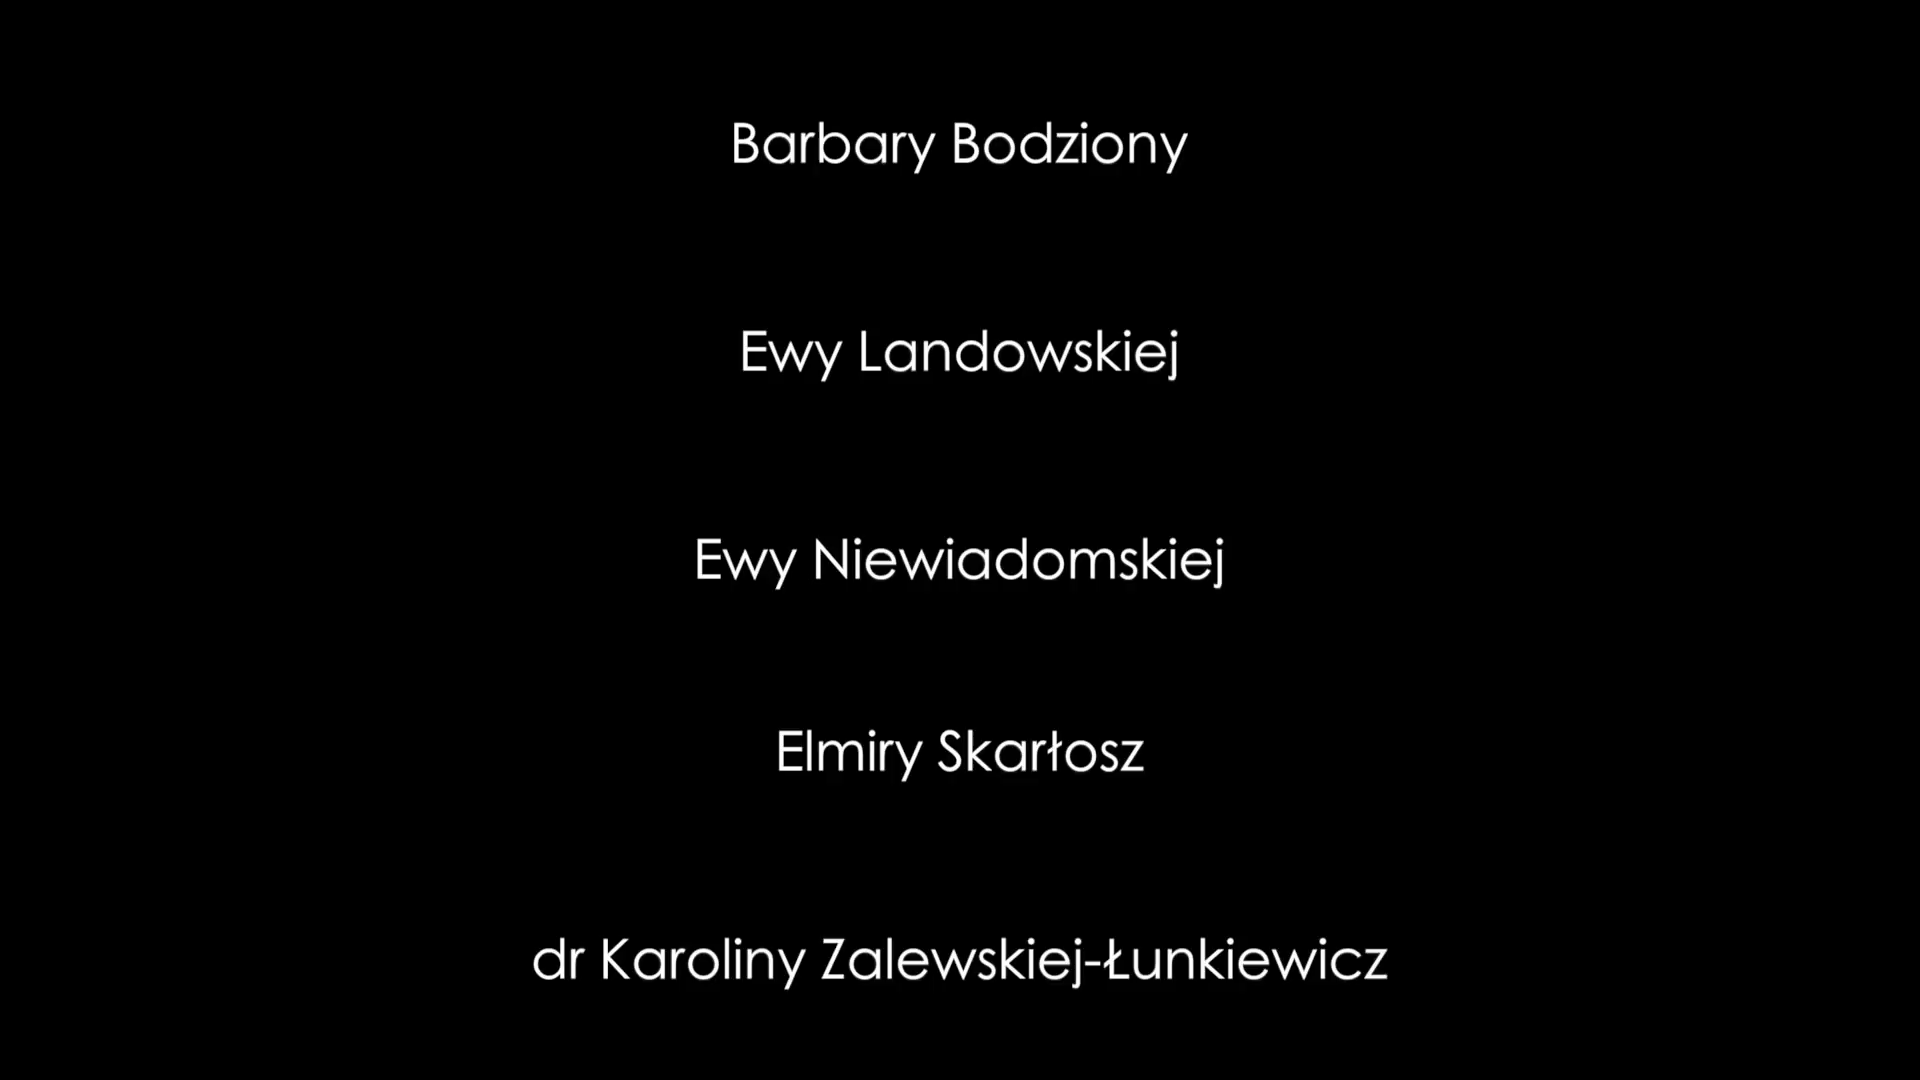 Barbary Bodziony
Ewy Landowskiej
Ewy Niewiadomskiej
Elmiry Skarłosz
dr Karoliny Zalewskiej-Łunkiewicz